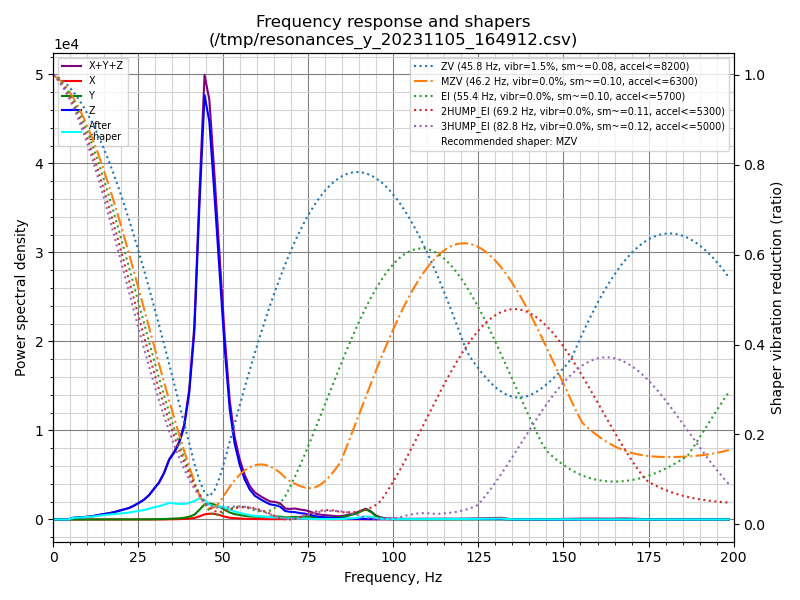 Frequency response and shapers
(/tmp/resonances_y_20231105_164912.csv)
1e4
X+Y+Z
X
Y
Z
After
shaper
ZV (45.8 Hz, vibr=1.5%, sm~=0.08, accel<=8200)
MZV (46.2 Hz, vibr=0.0%, sm~=0.10, accel<=6300)
EI (55.4 Hz, vibr=0.0%, sm~=0.10, accel<=5700)
2HUMP_EI (69.2 Hz, vibr=0.0%, sm~=0.11, accel<=5300)
3HUMP_EI (82.8 Hz, vibr=0.0%, sm~=0.12, accel<=5000)
Recommended shaper: MZV
Power spectral density
5
4
3
2
1
0
1.0
0.8
0.6
0.4
0.2
0.0
Shaper vibration reduction (ratio)
0 25 50 75 100 125 150 175 200
Frequency, Hz